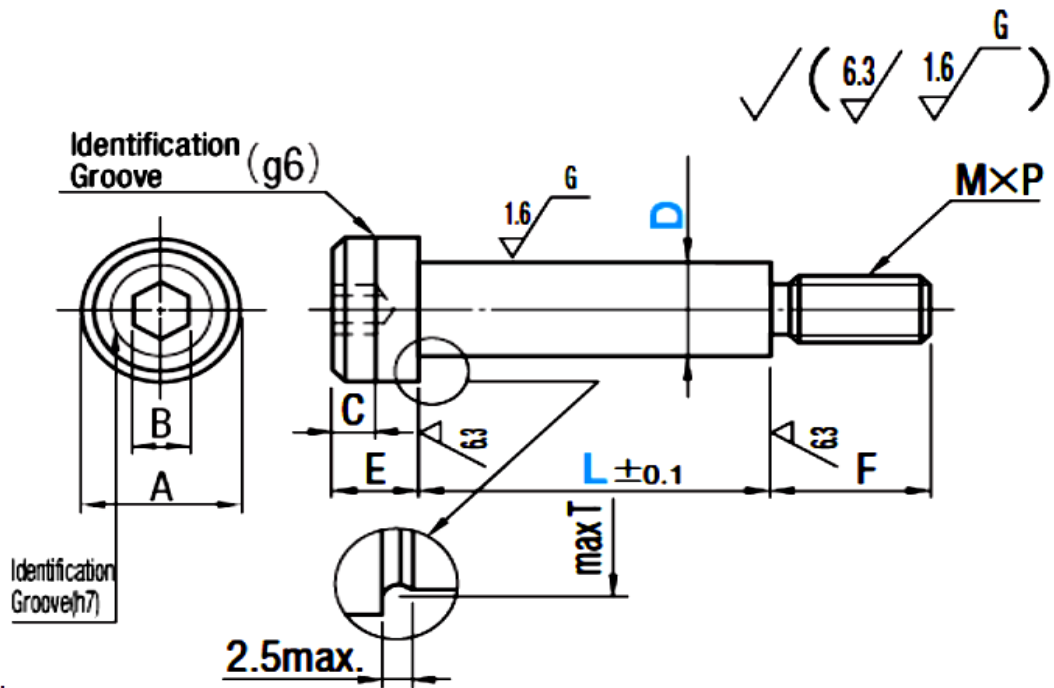 G
6.3
1.6
( )
Identification
Groove
(g6)
G
1.6
D
M×P
B
A
C
6.3
E
L ±0.1
6.3
F
maxT
Identification
Groove(h7)
2.5max.